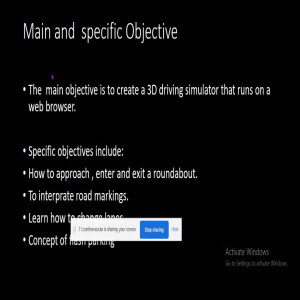 Main and specific Objective
• The main objective is to create a 3D driving simulator that runs on a
web browser.
• Specific objectives include:
• How to approach , enter and exit a roundabout.
• To interprate road markings.
• Learn how to change lanes
• Concept of parking
is sharing your screen.
Stop sharing
Hide
Activate Windows
Go to Settings to activate Windows.